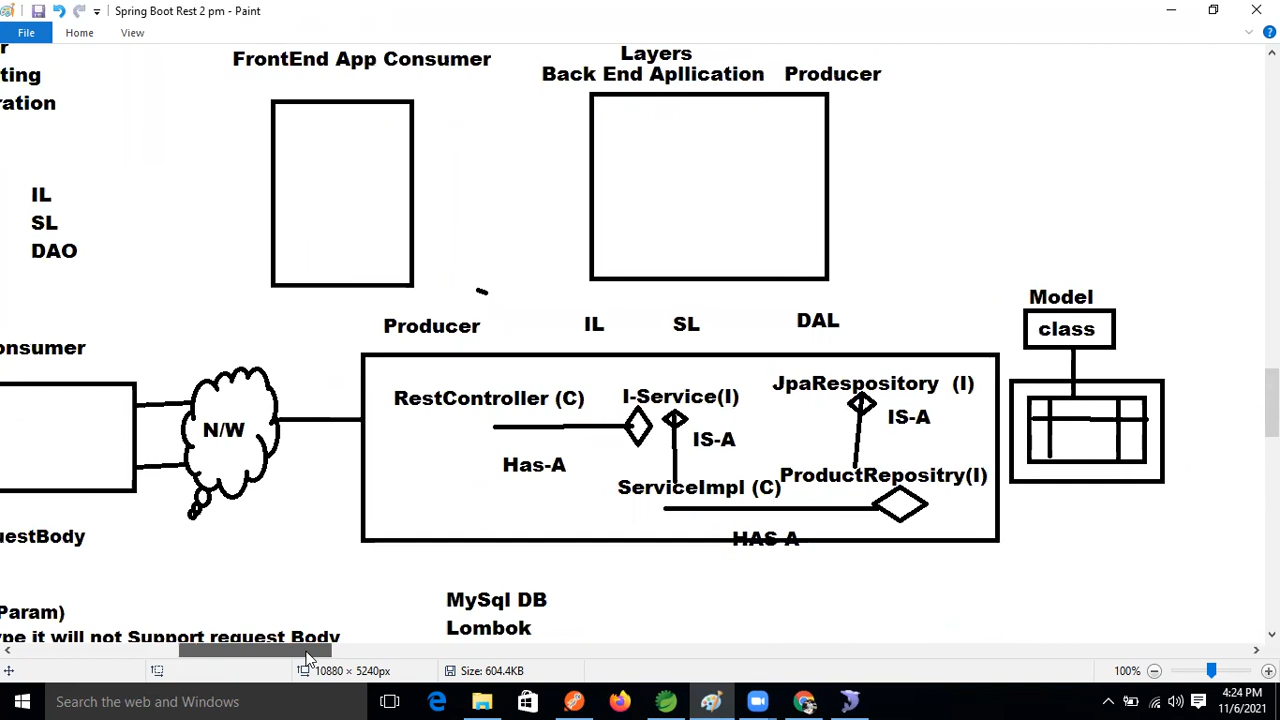 Spring Boot Rest 2 pm - Paint
File
Home
View
r
ting
ration
IL
SL
DAO
FrontEnd App Consumer
Layers
Back End Apllication Producer
Producer
IL
SL
DAL
Model
class
onsumer
N/W
RestController (C)
I-Service(I)
JpaRespository (I)
IS-A
IS-A
Has-A
ServiceImpl (C)
ProductRepositry(I)
HAS A
uestBody
Param)
ype it will not Support request Body
MySql DB
Lombok
10880 × 5240px
Size: 604.4KB
100%
Search the web and Windows
4:24 PM
11/6/2021